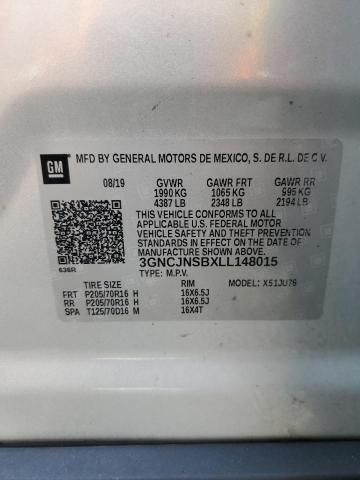 GM
MFD BY GENERAL MOTORS DE MEXICO, S. DE R.L. DE C.V.
08/19 GVWR GAWR FRT GAWR RR
1990 KG 1065 KG 995 KG
4387 LB 2348 LB 2194 LB
THIS VEHICLE CONFORMS TO ALL
APPLICABLE U.S. FEDERAL MOTOR
VEHICLE SAFETY, BUMPER, AND THEFT
PREVENTION STANDARDS IN EFFECT ON THE DATE OF
MANUFACTURE SHOWN ABOVE.
3GNCJNSBXLL148015
636R TYPE: M.P.V.
TIRE SIZE RIM MODEL: X51JU76
FRT P205/70R16 H 16X6.5J
RR P205/70R16 H 16X6.5J
SPA T125/70D16 M 16X4T